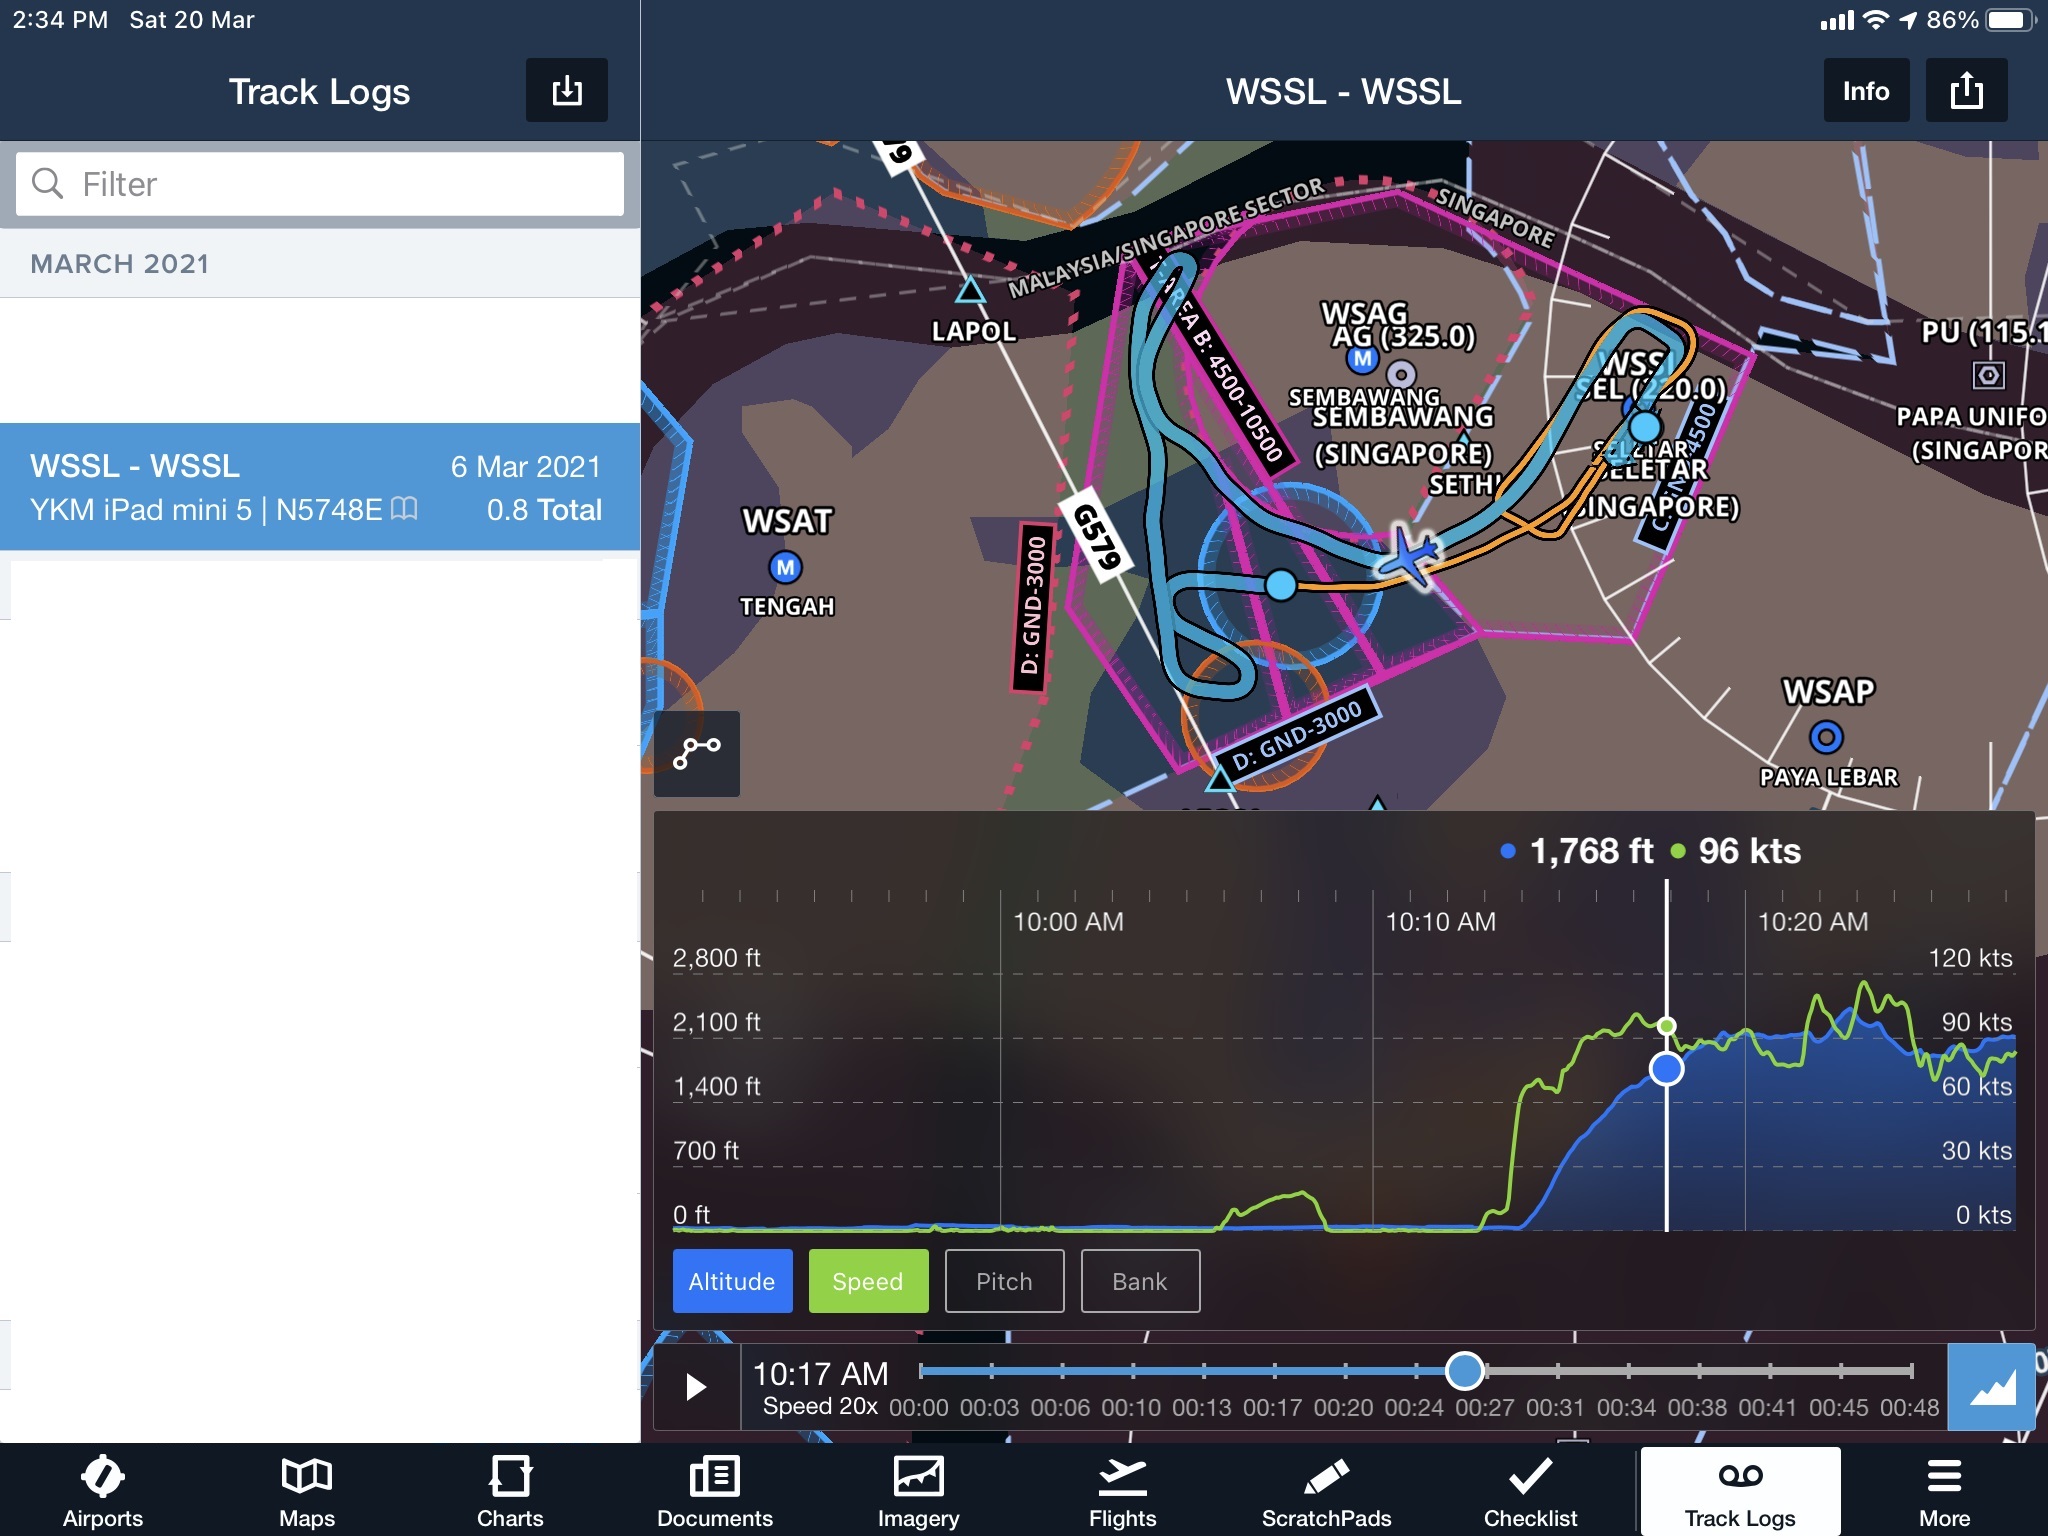 2:34 PM Sat 20 Mar
86%
Track Logs
WSSL - WSSL
Info
Filter
MARCH 2021
WSSL - WSSL 6 Mar 2021
YKM iPad mini 5 | N5748E 0.8 Total
MALAYSIA/SINGAPORE SECTOR
SINGAPORE
LAPOL
WSAG
AG (325.0)
M
SEMBAWANG
SEMBAWANG
(SINGAPORE)
B: 4500-10500
SEL (220.0)
SELETAR
4500
PU (115.1
PAPA UNIFO
(SINGAPOR
WSAT
M
TENGAH
G579
D: GND-3000
D: GND-3000
WSAP
PAYA LEBAR
1,768 ft 96 kts
10:00 AM 10:10 AM 10:20 AM
2,800 ft 120 kts
2,100 ft 90 kts
1,400 ft 60 kts
700 ft 30 kts
0 ft 0 kts
Altitude Speed Pitch Bank
10:17 AM
Speed 20x 00:00 00:03 00:06 00:10 00:13 00:17 00:20 00:24 00:27 00:31 00:34 00:38 00:41 00:45 00:48
Airports Maps Charts Documents Imagery Flights ScratchPads Checklist Track Logs More